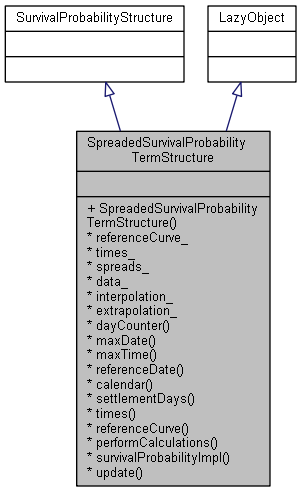 SurvivalProbabilityStructure
LazyObject
SpreadedSurvivalProbability
TermStructure
+ SpreadedSurvivalProbability
TermStructure()
* referenceCurve_
* times_
* spreads_
* data_
* interpolation_
* extrapolation_
* dayCounter()
* maxDate()
* maxTime()
* referenceDate()
* calendar()
* settlementDays()
* times()
* referenceCurve()
* performCalculations()
* survivalProbabilityImpl()
* update()